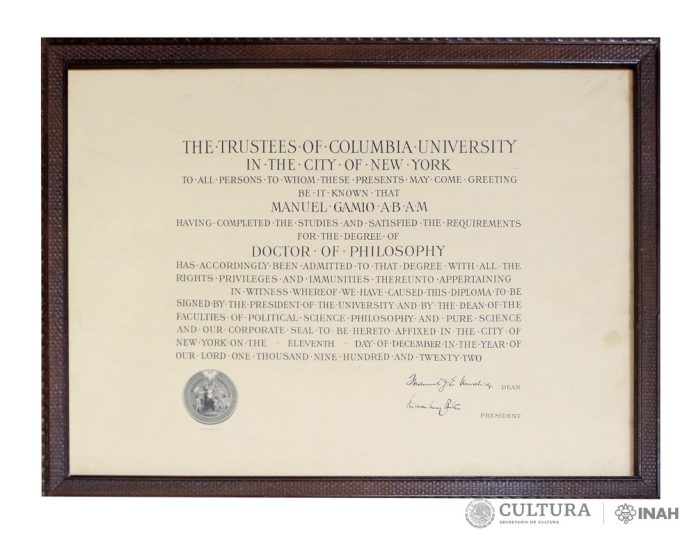 THE·TRUSTEES·OF·COLUMBIA·UNIVERSITY
IN·THE·CITY·OF·NEW·YORK
TO·ALL·PERSONS·TO·WHOM·THESE·PRESENTS·MAY·COME·GREETING
BE·IT·KNOWN·THAT
MANUEL·GAMIO·A·B·A·M
HAVING·COMPLETED·THE·STUDIES·AND·SATISFIED·THE·REQUIREMENTS
FOR·THE·DEGREE·OF
DOCTOR·OF·PHILOSOPHY
HAS·ACCORDINGLY·BEEN·ADMITTED·TO·THAT·DEGREE·WITH·ALL·THE
RIGHTS·PRIVILEGES·AND·IMMUNITIES·THEREUNTO·APPERTAINING
IN·WITNESS·WHEREOF·WE·HAVE·CAUSED·THIS·DIPLOMA·TO·BE
SIGNED·BY·THE·PRESIDENT·OF·THE·UNIVERSITY·AND·BY·THE·DEAN·OF·THE
FACULTIES·OF·POLITICAL·SCIENCE·PHILOSOPHY·AND·PURE·SCIENCE
AND·OUR·CORPORATE·SEAL·TO·BE·HERETO·AFFIXED·IN·THE·CITY·OF
NEW·YORK·ON·THE · ELEVENTH · DAY·OF·DECEMBER·IN·THE·YEAR·OF
OUR·LORD·ONE·THOUSAND·NINE·HUNDRED·AND·TWENTY·TWO
DEAN
PRESIDENT
CULTURA
SECRETARÍA DE CULTURA
INAH